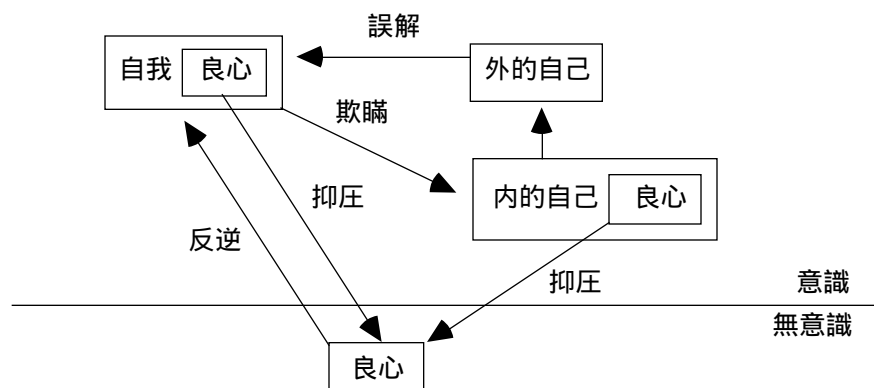 誤解
自我 良心
外的自己
欺瞞
内的自己 良心
抑圧
反逆
抑圧
意識
無意識
良心